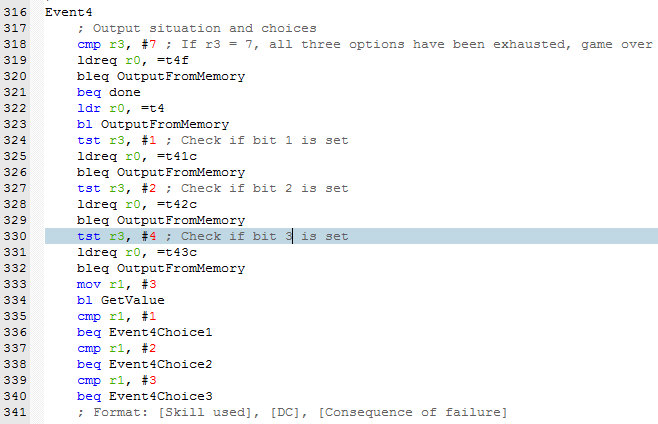 316 Event4
317 ; Output situation and choices
318 cmp r3, #7 ; If r3 = 7, all three options have been exhausted, game over
319 ldreq r0, =t4f
320 bleq OutputFromMemory
321 beq done
322 ldr r0, =t4
323 bl OutputFromMemory
324 tst r3, #1 ; Check if bit 1 is set
325 ldreq r0, =t41c
326 bleq OutputFromMemory
327 tst r3, #2 ; Check if bit 2 is set
328 ldreq r0, =t42c
329 bleq OutputFromMemory
330 tst r3, #4 ; Check if bit 3 is set
331 ldreq r0, =t43c
332 bleq OutputFromMemory
333 mov r1, #3
334 bl GetValue
335 cmp r1, #1
336 beq Event4Choice1
337 cmp r1, #2
338 beq Event4Choice2
339 cmp r1, #3
340 beq Event4Choice3
341 ; Format: [Skill used], [DC], [Consequence of failure]